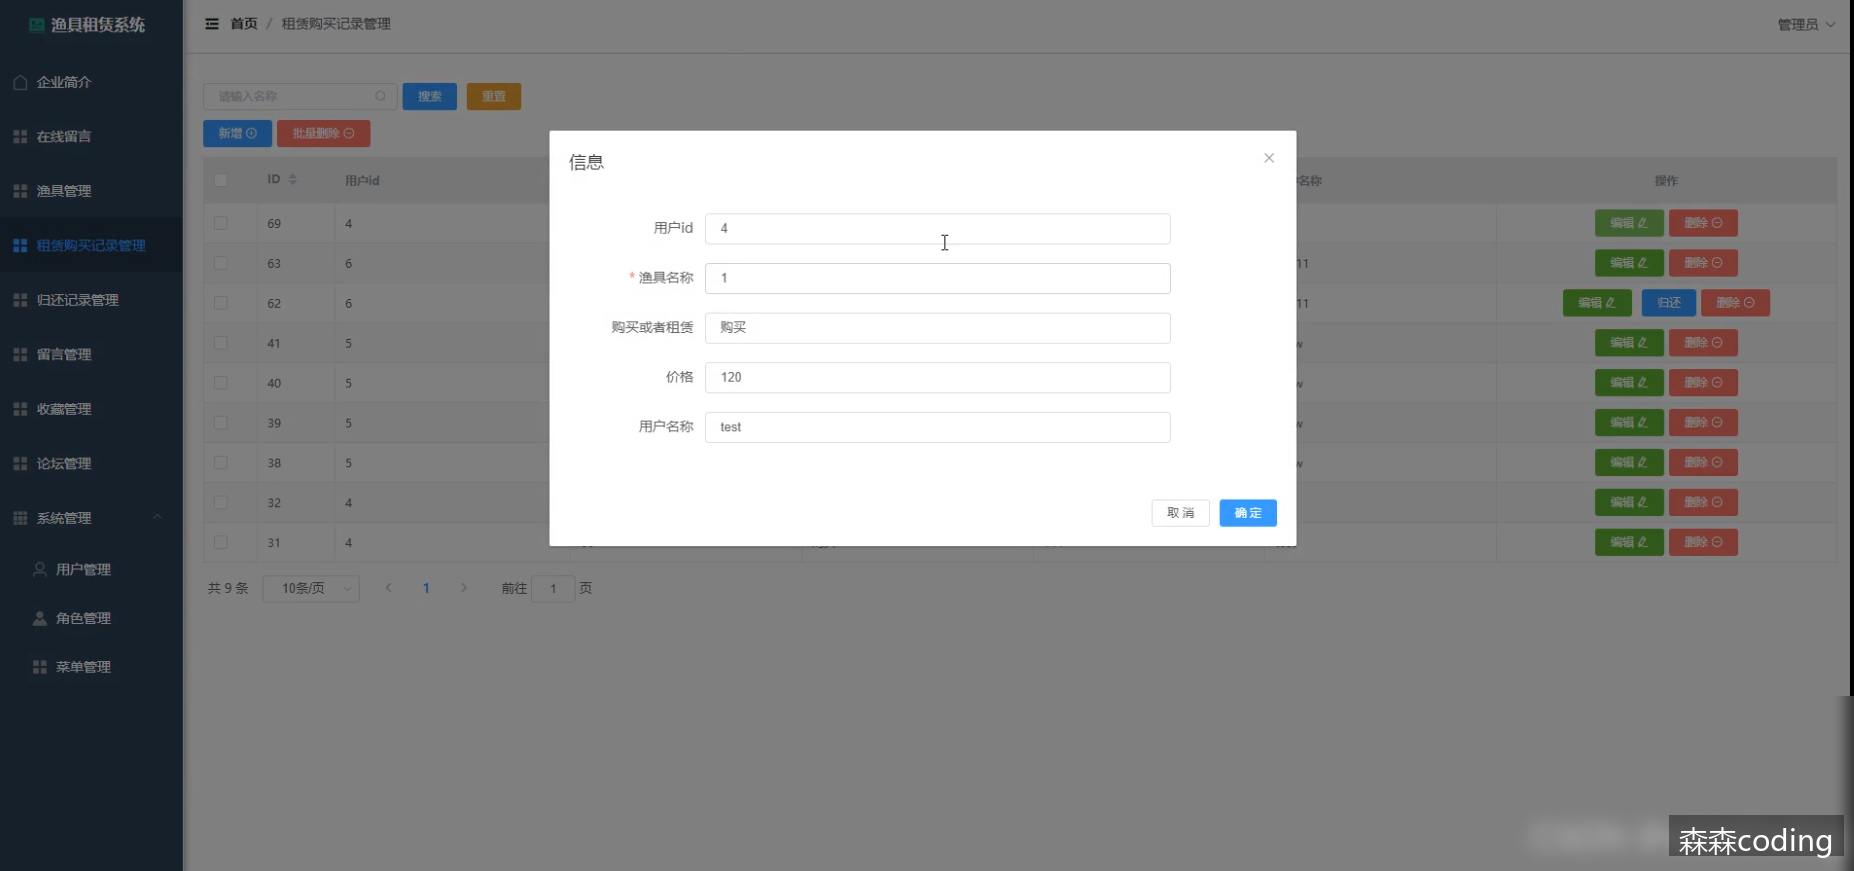 渔具租赁系统
首页 / 租赁购买记录管理
管理员
企业简介
在线留言
渔具管理
租赁购买记录管理
归还记录管理
留言管理
收藏管理
论坛管理
系统管理
用户管理
角色管理
菜单管理
请输入名称 搜索 重置
新增 批量删除
ID 用户id 名称 操作
69 4 编辑 删除
63 6 11 编辑 删除
62 6 11 编辑 归还 删除
41 5 w 编辑 删除
40 5 w 编辑 删除
39 5 w 编辑 删除
38 5 w 编辑 删除
32 4 编辑 删除
31 4 编辑 删除
共 9 条 10条/页 1 前往 1 页
信息
用户id 4
* 渔具名称 1
购买或者租赁 购买
价格 120
用户名称 test
取 消 确 定
森森coding